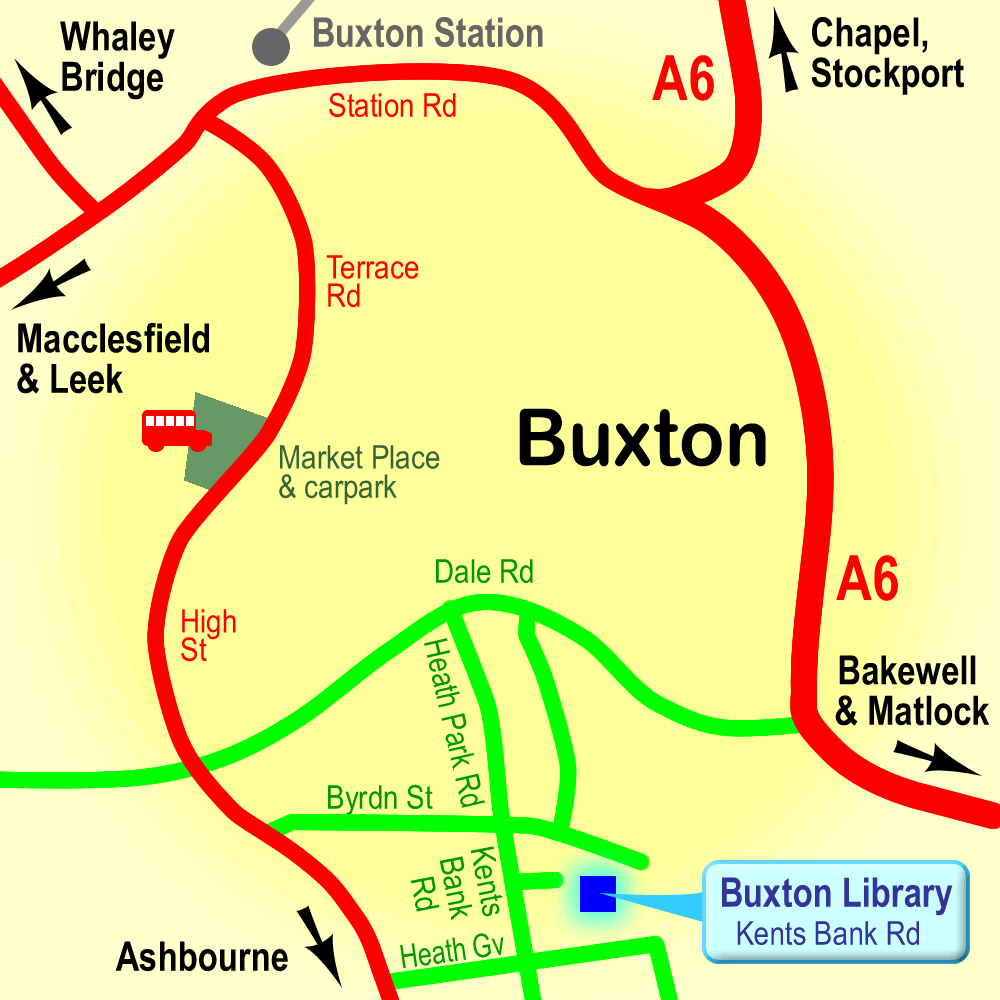 Whaley
Bridge
Buxton Station
Chapel,
Stockport
A6
Station Rd
Terrace
Rd
Macclesfield
& Leek
Buxton
Market Place
& carpark
Dale Rd
A6
High
St
Heath Park Rd
Bakewell
& Matlock
Byrdn St
Kents
Bank
Rd
Buxton Library
Kents Bank Rd
Ashbourne
Heath Gv